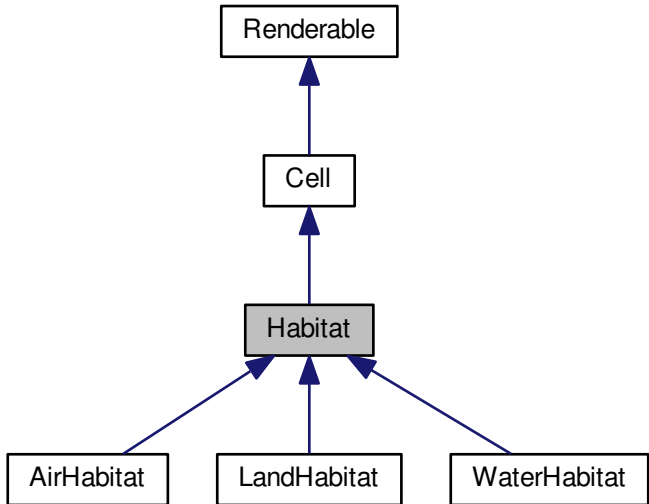 Renderable
Cell
Habitat
AirHabitat
LandHabitat
WaterHabitat